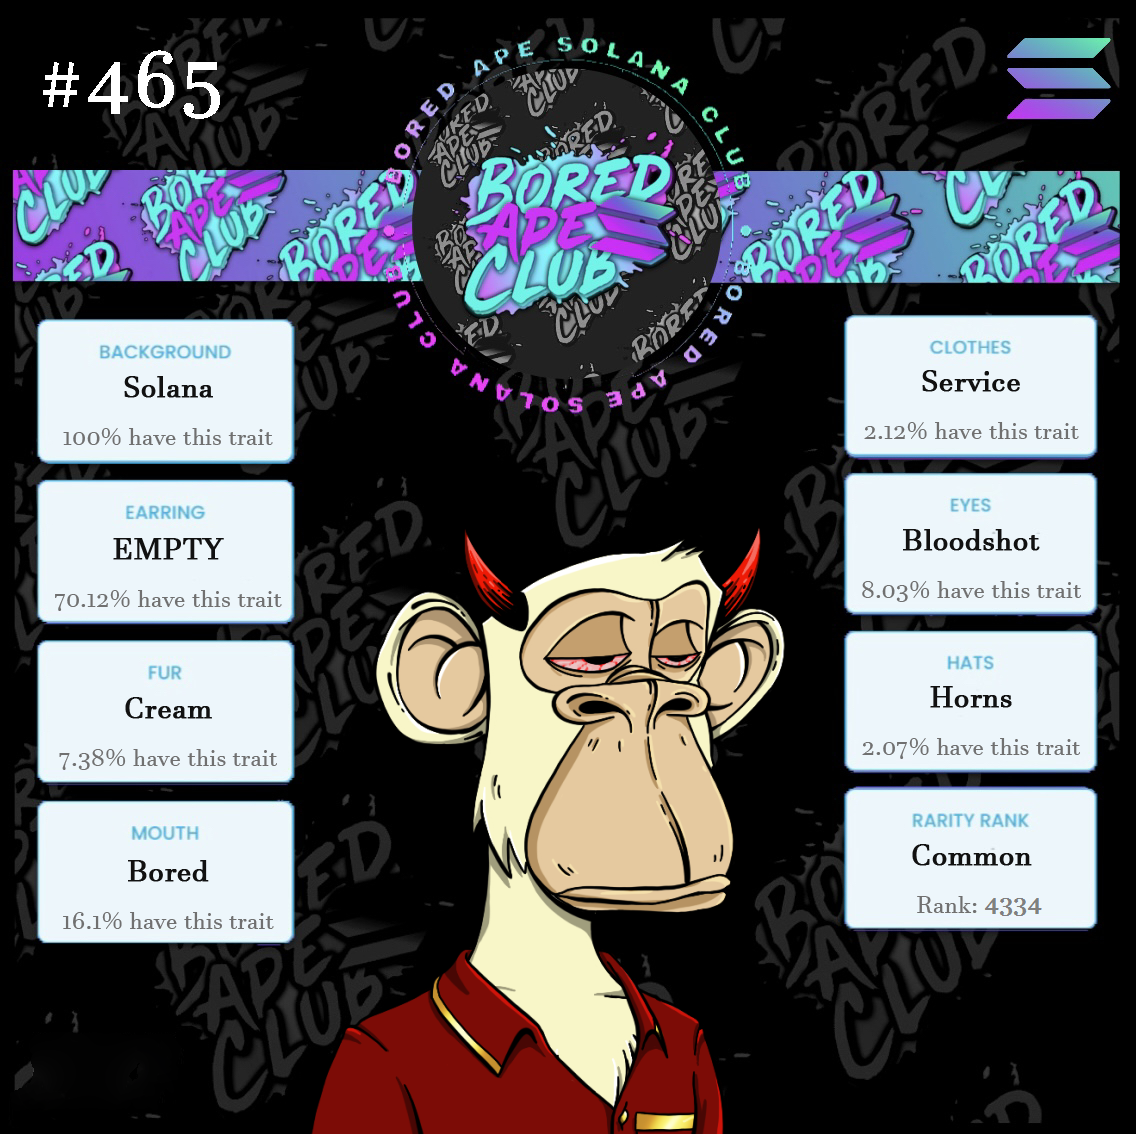 #465
BORED APE SOLANA CLUB
BORED APE SOLANA CLUB
BORED
APE
CLUB
BACKGROUND
Solana
100% have this trait
EARRING
EMPTY
70.12% have this trait
FUR
Cream
7.38% have this trait
MOUTH
Bored
16.1% have this trait
CLOTHES
Service
2.12% have this trait
EYES
Bloodshot
8.03% have this trait
HATS
Horns
2.07% have this trait
RARITY RANK
Common
Rank: 4334